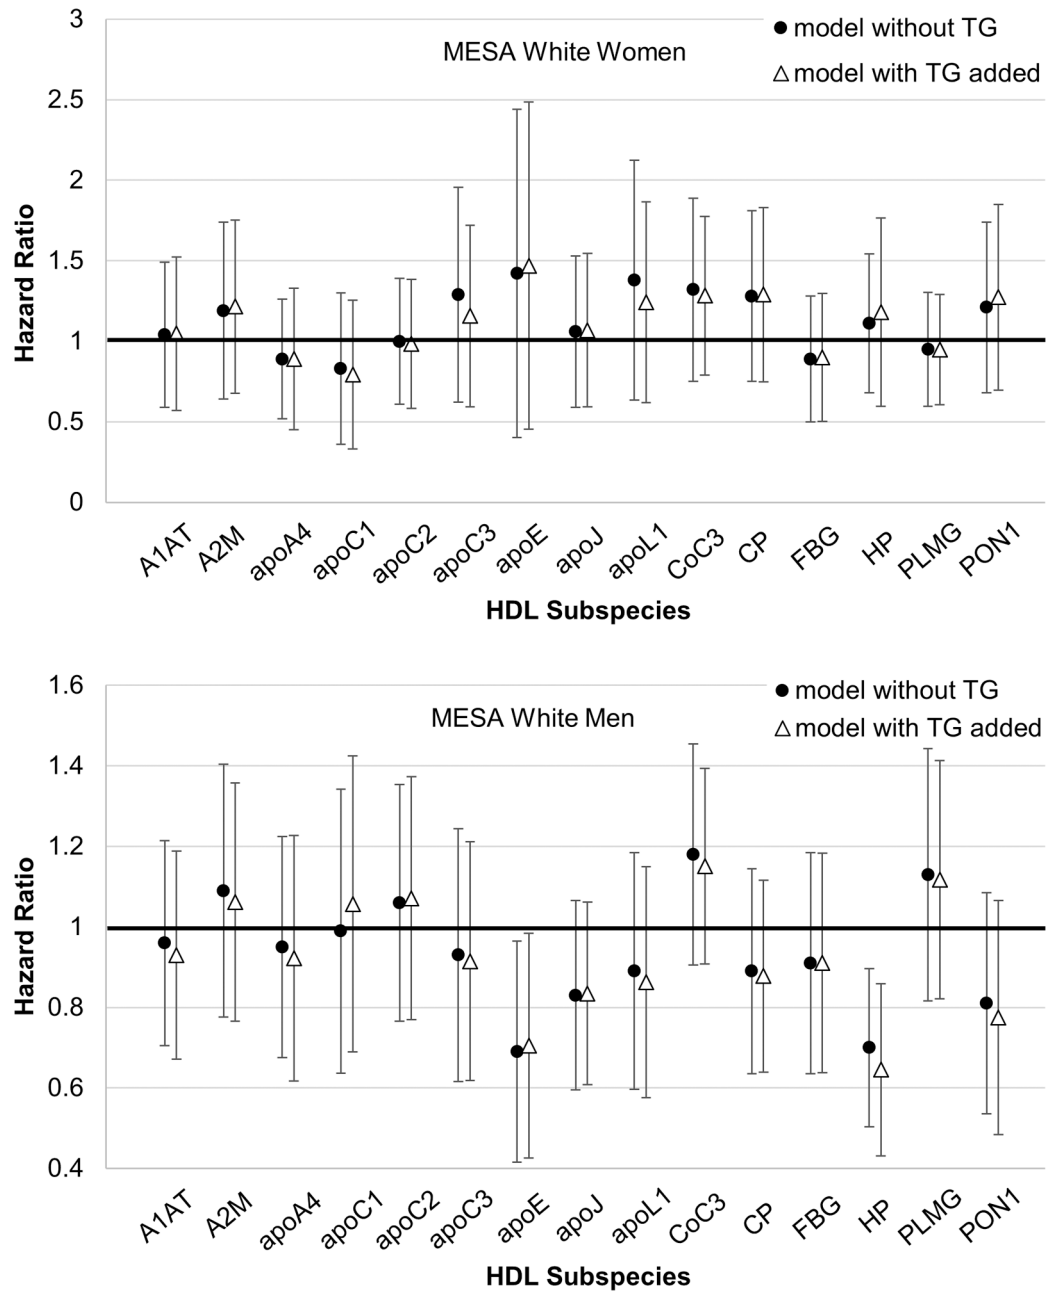 3
● model without TG
MESA White Women
△ model with TG added
2.5
2
1.5
1
0.5
0
Hazard Ratio
A1AT A2M apoA4 apoC1 apoC2 apoC3 apoE apoJ apoL1 CoC3 CP FBG HP PLMG PON1
HDL Subspecies
1.6
● model without TG
MESA White Men
△ model with TG added
1.4
1.2
1
0.8
0.6
0.4
Hazard Ratio
A1AT A2M apoA4 apoC1 apoC2 apoC3 apoE apoJ apoL1 CoC3 CP FBG HP PLMG PON1
HDL Subspecies